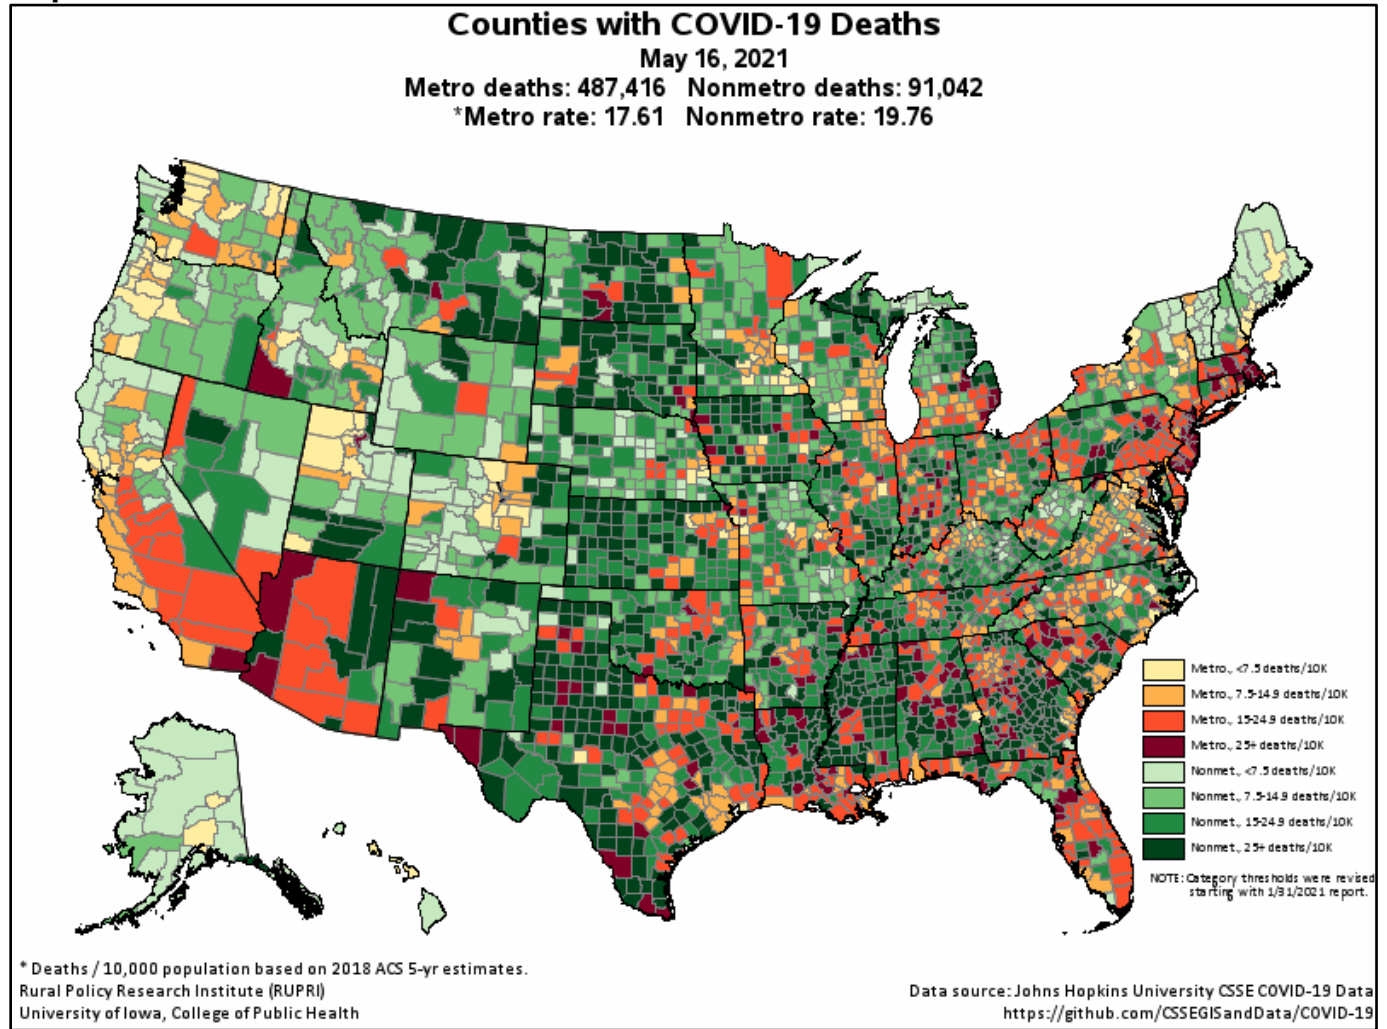 Counties with COVID-19 Deaths
May 16, 2021
Metro deaths: 487,416 Nonmetro deaths: 91,042
*Metro rate: 17.61 Nonmetro rate: 19.76
Metro., <7.5 deaths/10K
Metro., 7.5-14.9 deaths/10K
Metro., 15-24.9 deaths/10K
Metro., 25+ deaths/10K
Nonmet., <7.5 deaths/10K
Nonmet., 7.5-14.9 deaths/10K
Nonmet., 15-24.9 deaths/10K
Nonmet., 25+ deaths/10K
NOTE: Category thresholds were revised
starting with 1/31/2021 report.
* Deaths / 10,000 population based on 2018 ACS 5-yr estimates.
Rural Policy Research Institute (RUPRI)
University of Iowa, College of Public Health
Data source: Johns Hopkins University CSSE COVID-19 Data
https://github.com/CSSEGISandData/COVID-19